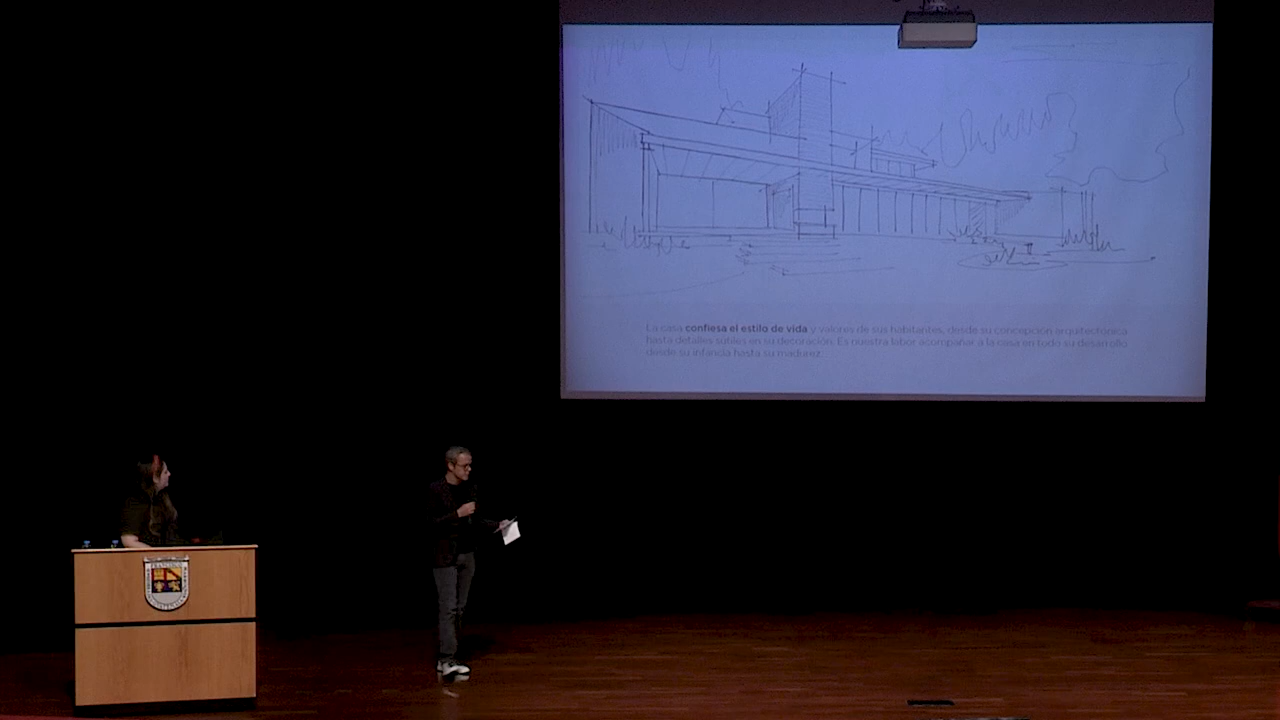 La casa confiesa el estilo de vida y valores de sus habitantes, desde su concepción arquitectónica
hasta detalles sutiles en su decoración. Es nuestra labor acompañar a la casa en todo su desarrollo
desde su infancia hasta su madurez.
FRANCISCO